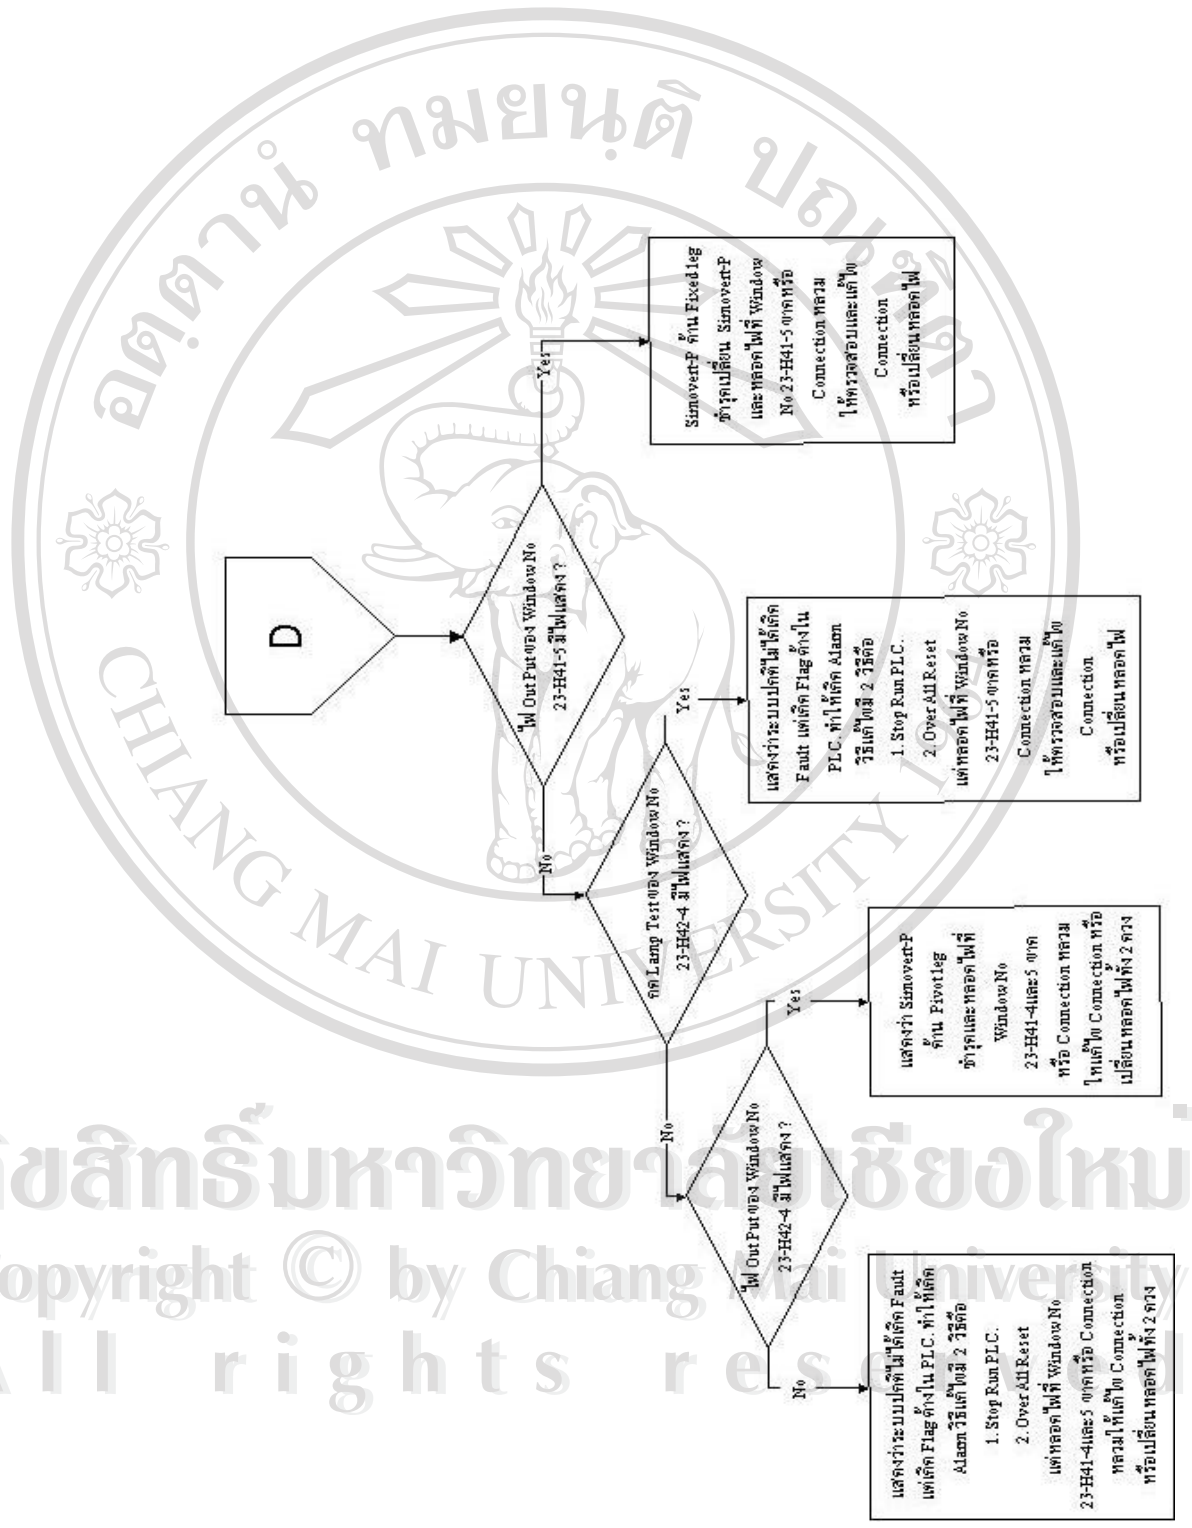 D
ไฟ Out Put ของ Window No
23-H41-5 มีไฟแสดง ?
Yes
Simovert-P ด้าน Fixed leg
ชำรุดเปลี่ยน Simovert-P
และหลอดไฟที่ Window
No 23-H41-5 ขาดหรือ
Connection หลวม
ให้ตรวจสอบและแก้ไข
Connection
หรือเปลี่ยนหลอดไฟ
No
กด Lamp Test ของ Window No
23-H42-4 มีไฟแสดง ?
Yes
แสดงว่าระบบปกติไม่ได้เกิด
Fault แต่เกิด Flag ค้างใน
PLC. ทำให้เกิด Alarm
วิธีแก้ไขมี 2 วิธีคือ
1. Stop Run PLC.
2. Over All Reset
แต่หลอดไฟที่ Window No
23-H41-5 ขาดหรือ
Connection หลวม
ให้ตรวจสอบและแก้ไข
Connection
หรือเปลี่ยนหลอดไฟ
No
ไฟ Out Put ของ Window No
23-H42-4 มีไฟแสดง ?
Yes
แสดงว่า Simovert-P
ด้าน Pivot leg
ชำรุดและหลอดไฟที่
Window No
23-H41-4และ5 ขาด
หรือ Connection หลวม
ให้แก้ไข Connection หรือ
เปลี่ยนหลอดไฟทั้ง 2 ดวง
No
แสดงว่าระบบปกติไม่ได้เกิด Fault
แต่เกิด Flag ค้างใน PLC. ทำให้เกิด
Alarm วิธีแก้ไขมี 2 วิธีคือ
1. Stop Run PLC.
2. Over All Reset
แต่หลอดไฟที่ Window No
23-H41-4และ5 ขาดหรือ Connection
หลวมให้แก้ไข Connection
หรือเปลี่ยนหลอดไฟทั้ง 2 ดวง
อตฺตานํ ทมยนฺติ ปณฺฑิตา
CHIANG MAI UNIVERSITY 1964
ขสิทธิ์มหาวิทยาลัยเชียงใหม่
opyright © by Chiang Mai University
All rights reserved